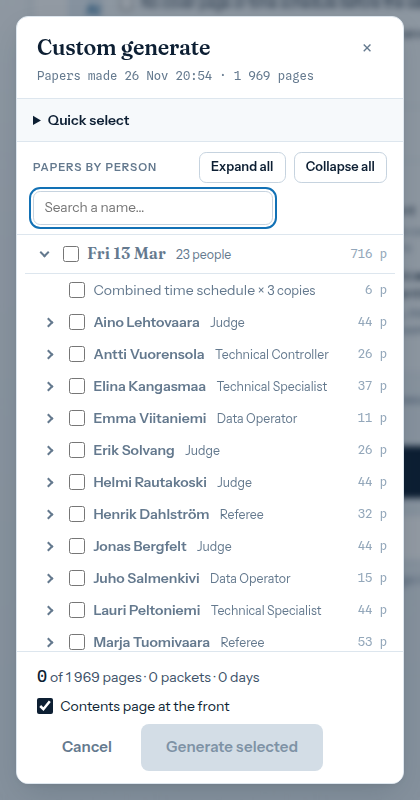 Custom generate
×
Papers made 26 Nov 20:54 · 1 969 pages
Quick select
PAPERS BY PERSON
Expand all
Collapse all
Search a name...
Fri 13 Mar 23 people 716 p
Combined time schedule × 3 copies 6 p
Aino Lehtovaara Judge 44 p
Antti Vuorensola Technical Controller 26 p
Elina Kangasmaa Technical Specialist 37 p
Emma Viitaniemi Data Operator 11 p
Erik Solvang Judge 26 p
Helmi Rautakoski Judge 44 p
Henrik Dahlström Referee 32 p
Jonas Bergfelt Judge 44 p
Juho Salmenkivi Data Operator 15 p
Lauri Peltoniemi Technical Specialist 44 p
Marja Tuomivaara Referee 53 p
0 of 1 969 pages · 0 packets · 0 days
Contents page at the front
Cancel
Generate selected